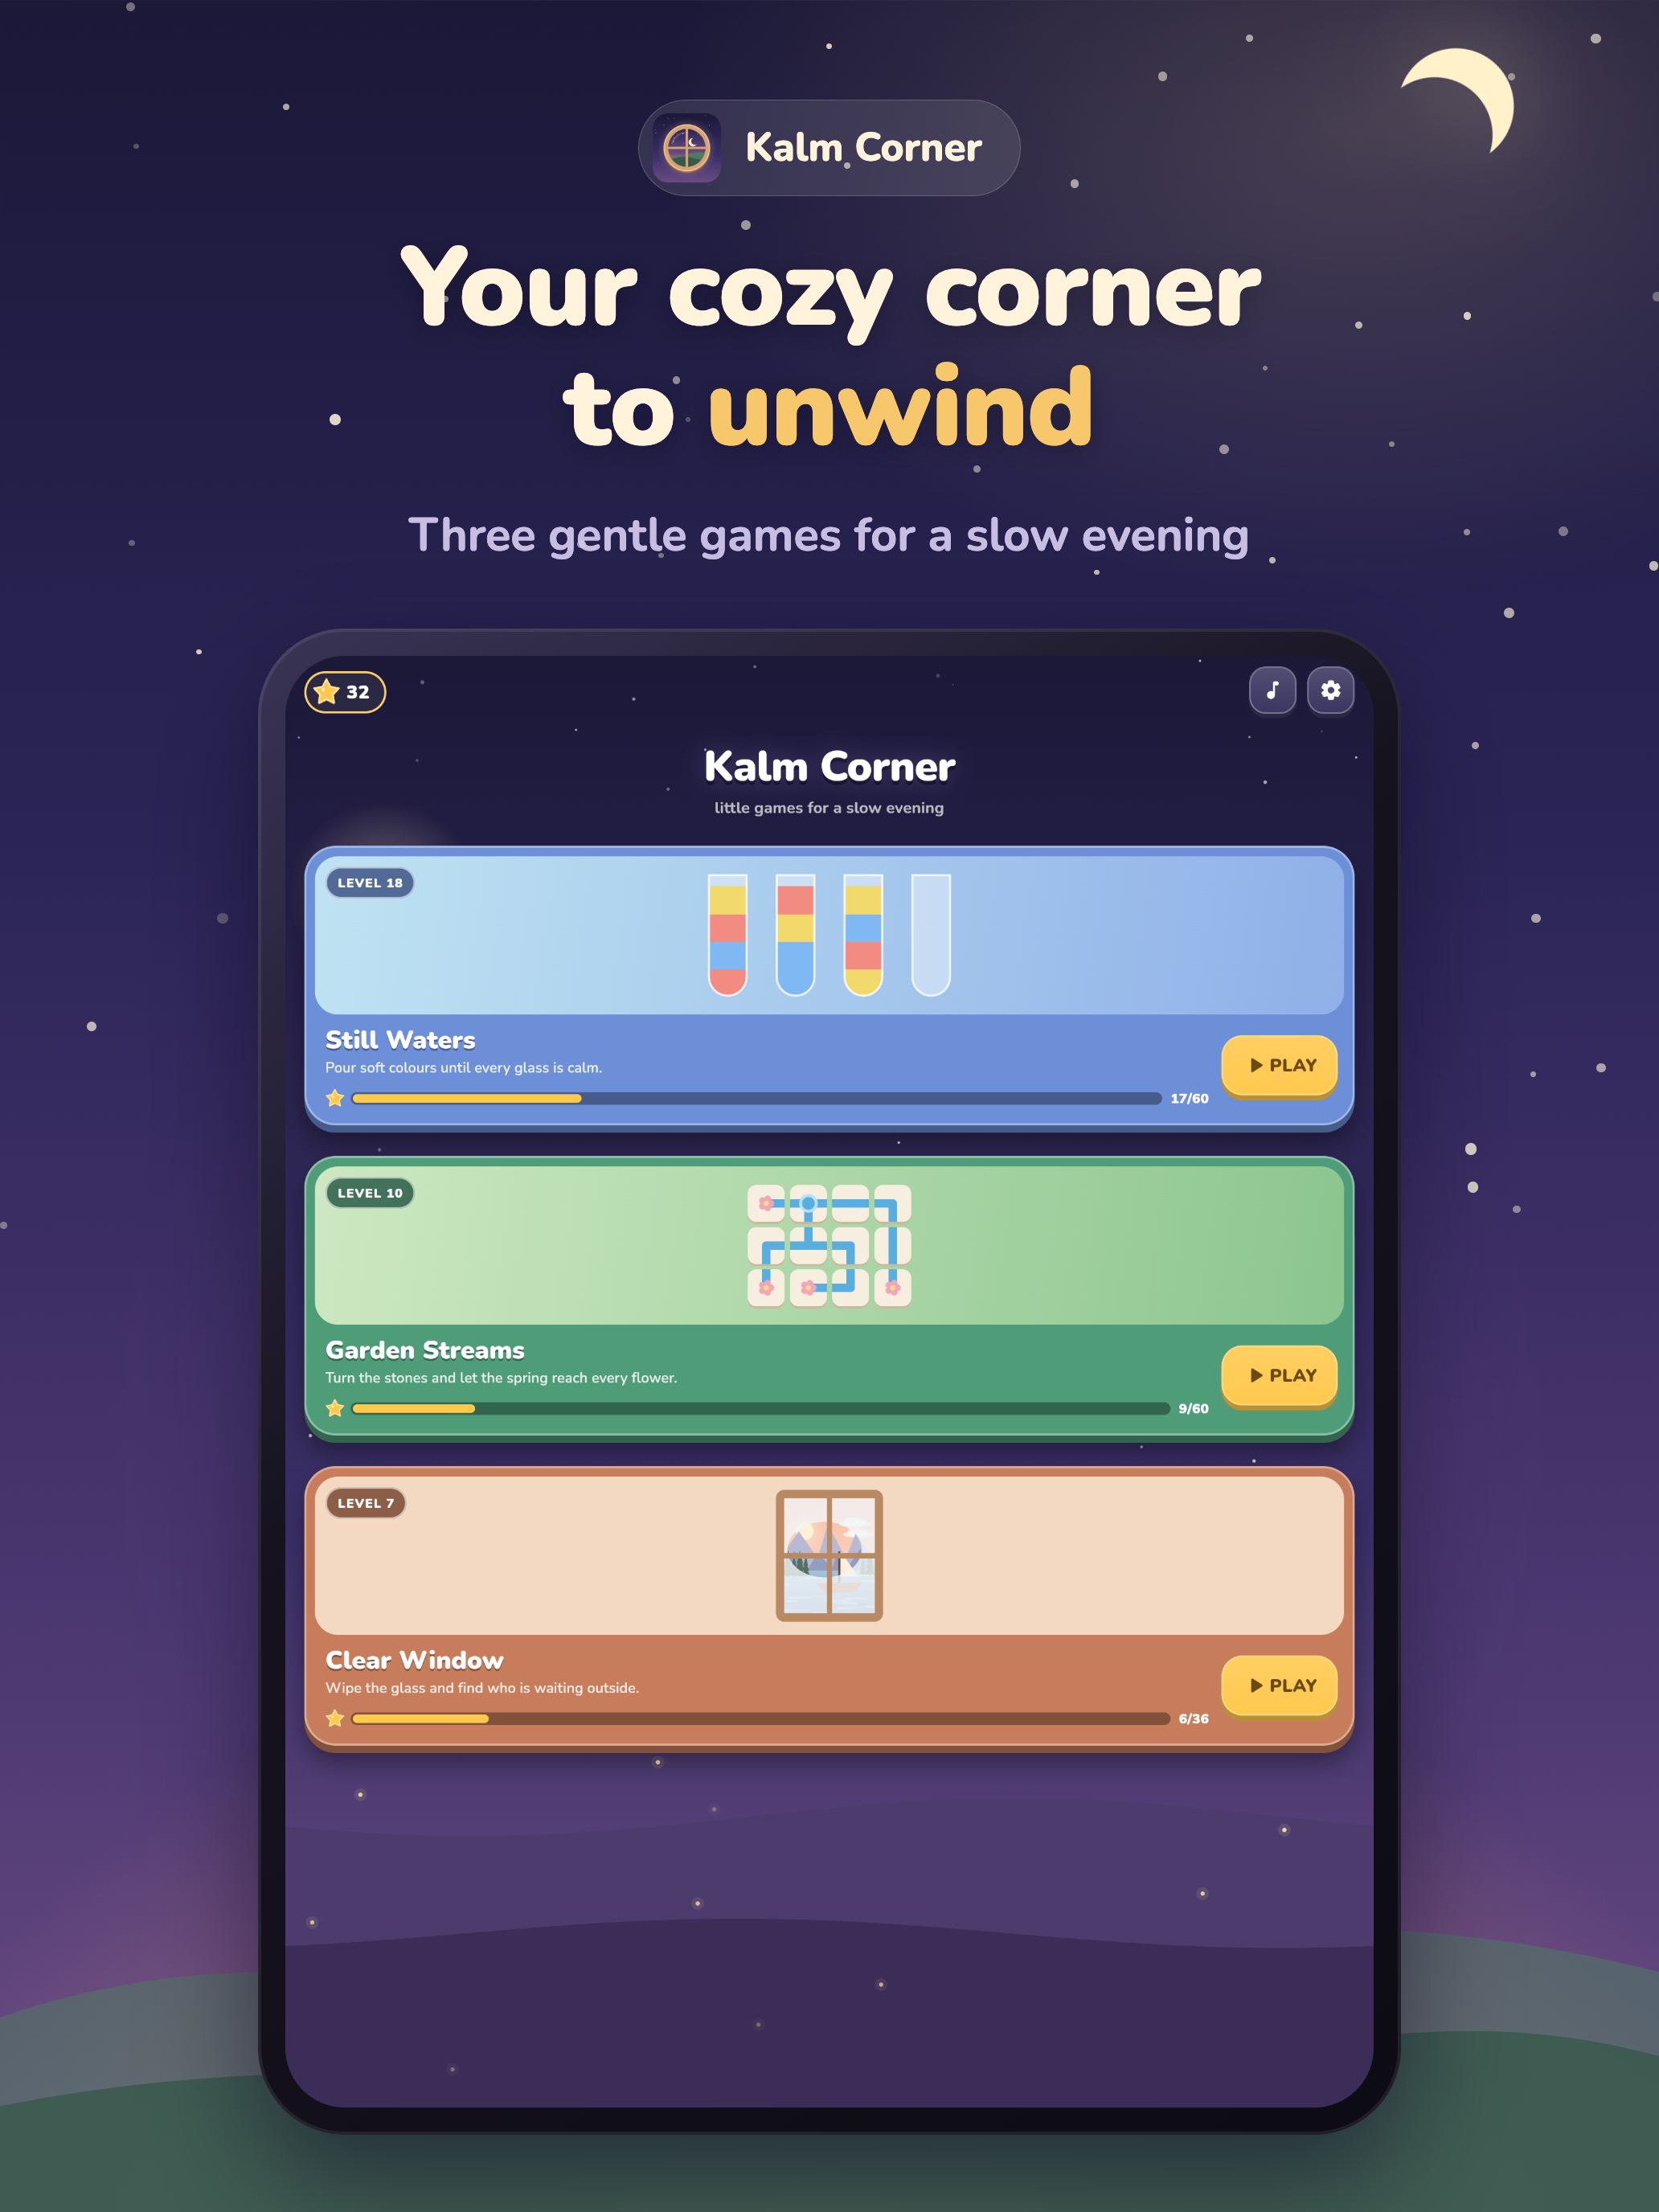 Kalm Corner
Your cozy corner
to unwind
Three gentle games for a slow evening
32
Kalm Corner
little games for a slow evening
LEVEL 18
Still Waters
Pour soft colours until every glass is calm.
PLAY
17/60
LEVEL 10
Garden Streams
Turn the stones and let the spring reach every flower.
PLAY
9/60
LEVEL 7
Clear Window
Wipe the glass and find who is waiting outside.
PLAY
6/36